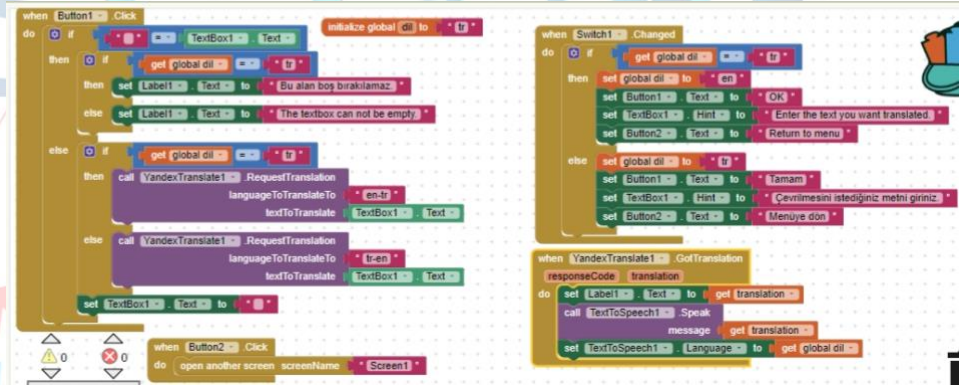 when Button1 .Click
do if " " = TextBox1 . Text
then if get global dil = " tr "
then set Label1 . Text to " Bu alan boş bırakılamaz. "
else set Label1 . Text to " The textbox can not be empty. "
else if get global dil = " tr "
then call YandexTranslate1 .RequestTranslation
languageToTranslateTo " en-tr "
textToTranslate TextBox1 . Text
else call YandexTranslate1 .RequestTranslation
languageToTranslateTo " tr-en "
textToTranslate TextBox1 . Text
set TextBox1 . Text to " "
0 0
when Button2 .Click
do open another screen screenName " Screen1 "
initialize global dil to " tr "
when Switch1 .Changed
do if get global dil = " tr "
then set global dil to " en "
set Button1 . Text to " OK "
set TextBox1 . Hint to " Enter the text you want translated. "
set Button2 . Text to " Return to menu "
else set global dil to " tr "
set Button1 . Text to " Tamam "
set TextBox1 . Hint to " Çevrilmesini istediğiniz metni giriniz. "
set Button2 . Text to " Menüye dön "
when YandexTranslate1 .GotTranslation
responseCode translation
do set Label1 . Text to get translation
call TextToSpeech1 .Speak
message get translation
set TextToSpeech1 . Language to get global dil